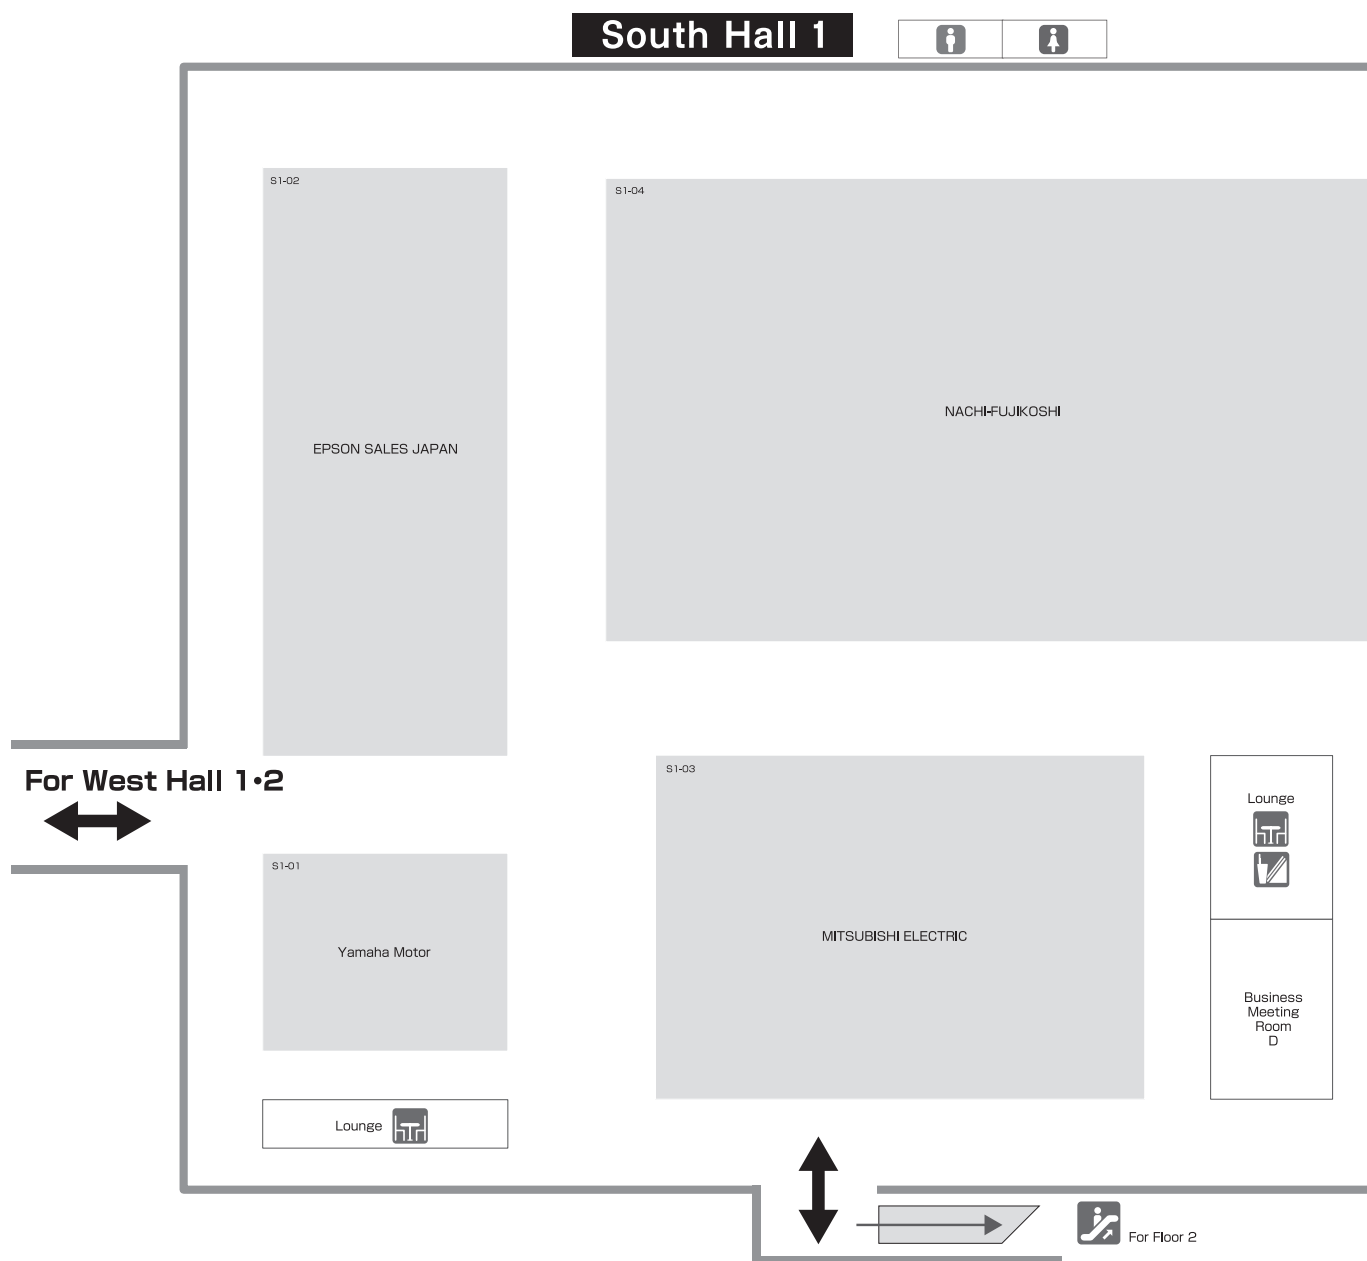 South Hall 1
S1-02
S1-04
NACHI-FUJIKOSHI
EPSON SALES JAPAN
For West Hall 1•2
S1-03
Lounge
S1-01
MITSUBISHI ELECTRIC
Yamaha Motor
Business
Meeting
Room
D
Lounge
For Floor 2